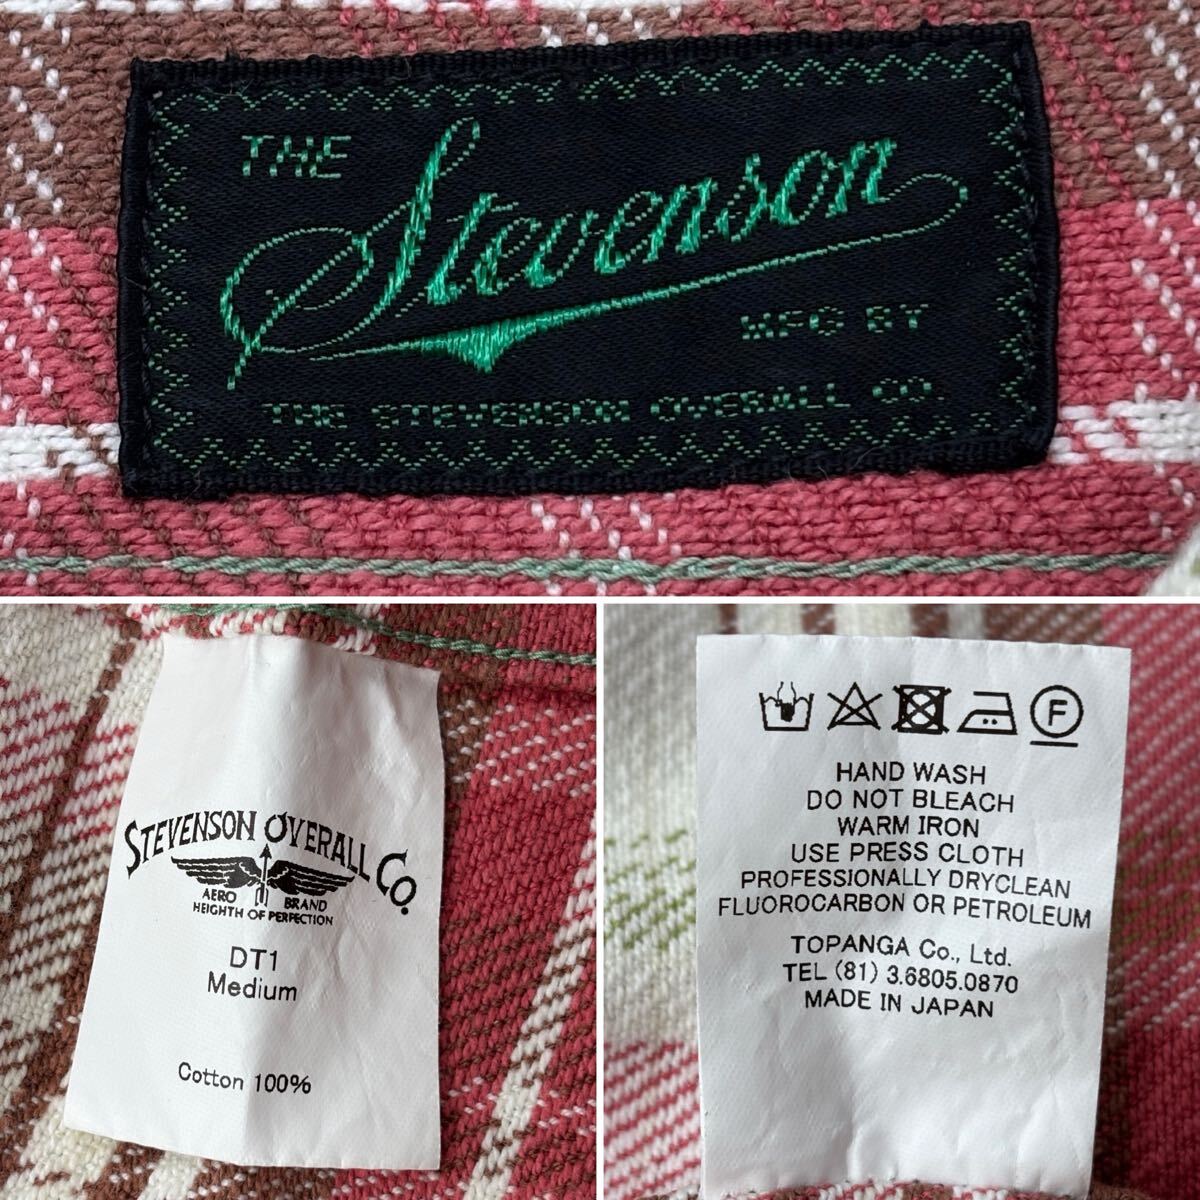 THE
Stevenson
MFG BY
THE STEVENSON OVERALL CO.
STEVENSON OVERALL CO.
AERO BRAND
HEIGHTH OF PERFECTION
DT1
Medium
Cotton 100%
F
HAND WASH
DO NOT BLEACH
WARM IRON
USE PRESS CLOTH
PROFESSIONALLY DRYCLEAN
FLUOROCARBON OR PETROLEUM
TOPANGA Co., Ltd.
TEL (81) 3.6805.0870
MADE IN JAPAN